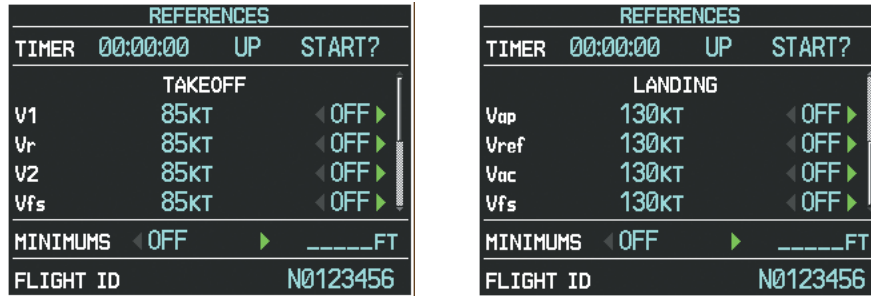 REFERENCES
TIMER 00:00:00 UP START?
TAKEOFF
V1 85KT OFF
Vr 85KT OFF
V2 85KT OFF
Vfs 85KT OFF
MINIMUMS OFF _____FT
FLIGHT ID N0123456
REFERENCES
TIMER 00:00:00 UP START?
LANDING
Vap 130KT OFF
Vref 130KT OFF
Vac 130KT OFF
Vfs 130KT OFF
MINIMUMS OFF _____FT
FLIGHT ID N0123456